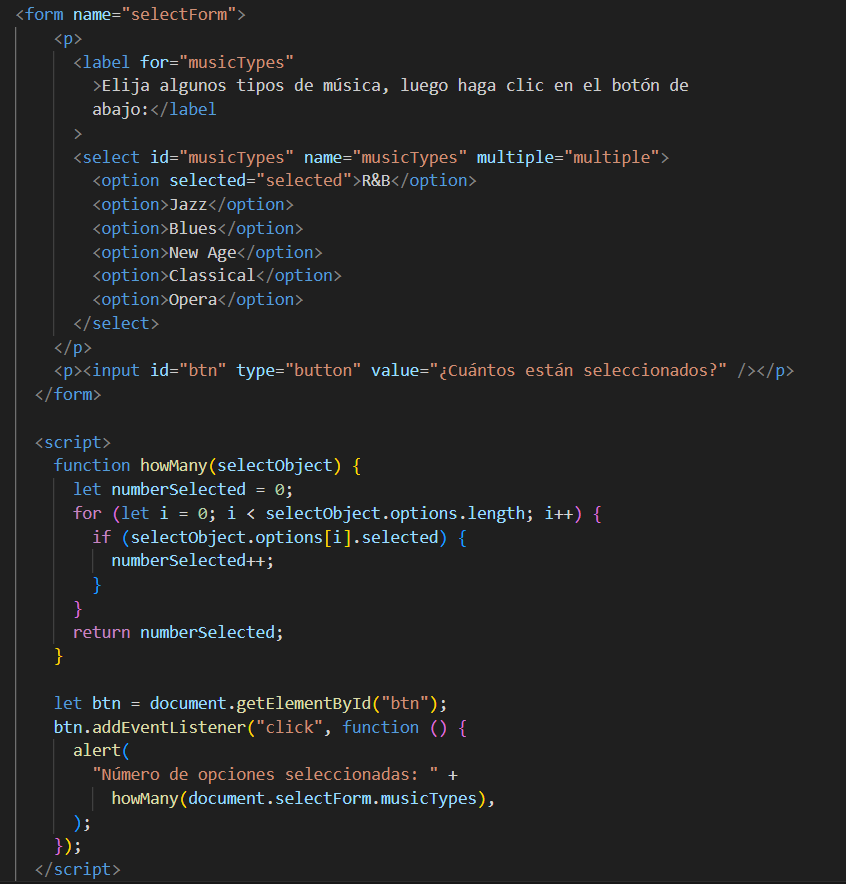 <form name="selectForm">
<p>
<label for="musicTypes"
>Elija algunos tipos de música, luego haga clic en el botón de
abajo:</label
>
<select id="musicTypes" name="musicTypes" multiple="multiple">
<option selected="selected">R&B</option>
<option>Jazz</option>
<option>Blues</option>
<option>New Age</option>
<option>Classical</option>
<option>Opera</option>
</select>
</p>
<p><input id="btn" type="button" value="¿Cuántos están seleccionados?" /></p>
</form>
<script>
function howMany(selectObject) {
let numberSelected = 0;
for (let i = 0; i < selectObject.options.length; i++) {
if (selectObject.options[i].selected) {
numberSelected++;
}
}
return numberSelected;
}
let btn = document.getElementById("btn");
btn.addEventListener("click", function () {
alert(
"Número de opciones seleccionadas: " +
howMany(document.selectForm.musicTypes),
);
});
</script>